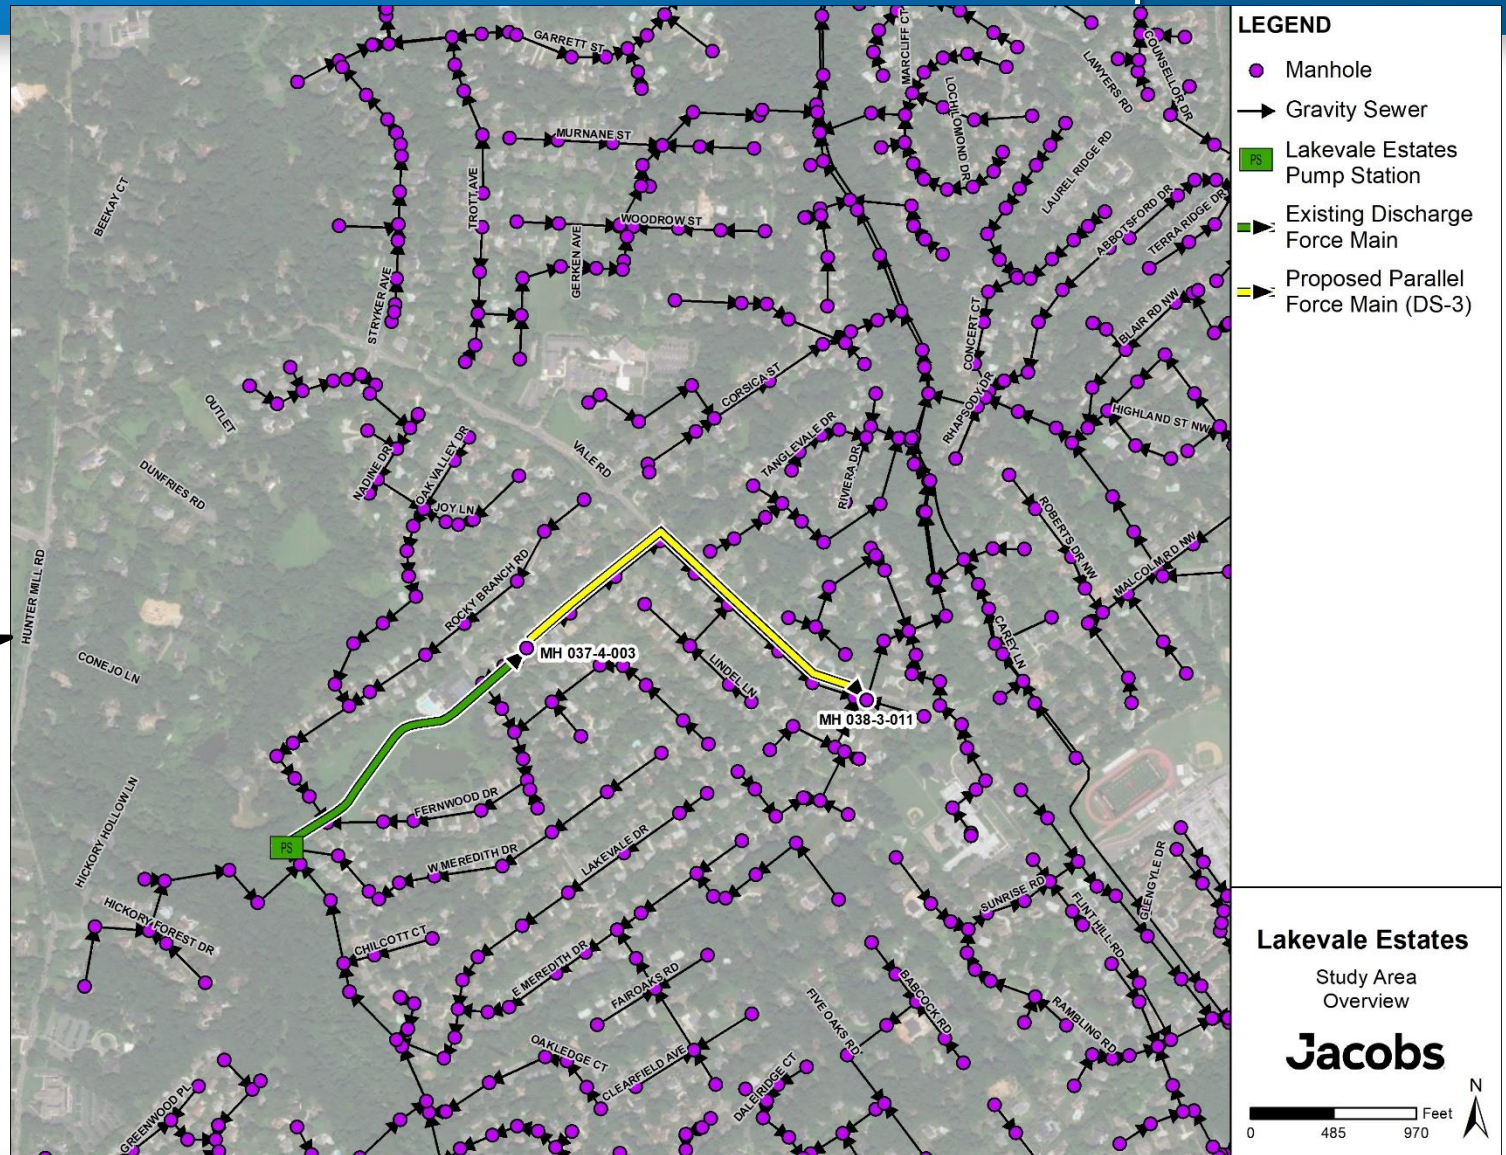 GARRETT ST
MARCLIFF CT
LAWYERS RD
COUNSELLOR DR
LOCHLOMOND DR
MURNANE ST
LAUREL RIDGE RD
BEEKAY CT
TROTT AVE
WOODROW ST
ABBOTSFORD DR
TERRA RIDGE DR
GERKEN AVE
STRYKER AVE
CONCERT CT
BLAIR RD NW
CORSICA ST
OUTLET
RHAPSODY DR
HIGHLAND ST NW
TANGLEVALE DR
VALE RD
NADINE DR
OAK VALLEY DR
RIVIERA DR
DUNFRIES RD
JOY LN
ROBERTS DR NW
MALCOLM RD NW
HUNTER MILL RD
ROCKY BRANCH RD
CAREY LN
CONEJO LN
MH 037-4-003
LINDEL LN
MH 038-3-011
HICKORY HOLLOW LN
FERNWOOD DR
PS
W MEREDITH DR
LAKEVALE DR
GLENGYLE DR
SUNRISE RD
FLINT HILL RD
HICKORY FOREST DR
CHILCOTT CT
E MEREDITH DR
FAIROAKS RD
BABCOCK RD
FIVE OAKS RD
RAMBLING RD
OAKLEDGE CT
CLEARFIELD AVE
DALERIDGE CT
GREENWOOD PL
LEGEND
Manhole
Gravity Sewer
PS
Lakevale Estates
Pump Station
Existing Discharge
Force Main
Proposed Parallel
Force Main (DS-3)
Lakevale Estates
Study Area
Overview
Jacobs
N
Feet
0 485 970